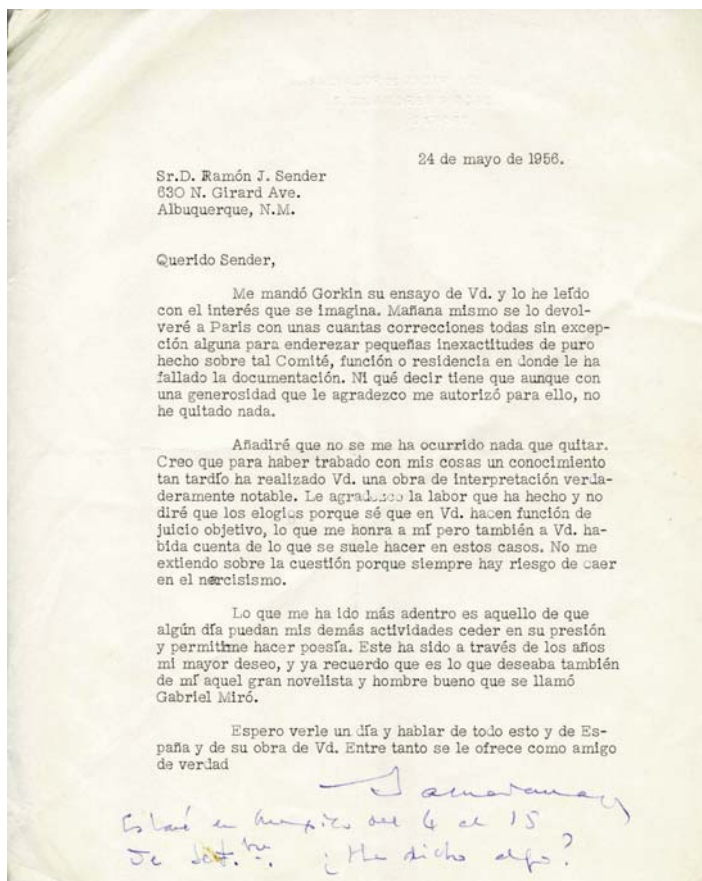 24 de mayo de 1956.
Sr.D. Ramón J. Sender
630 N. Girard Ave.
Albuquerque, N.M.
Querido Sender,
Me mandó Gorkin su ensayo de Vd. y lo he leído
con el interés que se imagina. Mañana mismo se lo devol-
veré a Paris con unas cuantas correcciones todas sin excep-
ción alguna para enderezar pequeñas inexactitudes de puro
hecho sobre tal Comité, función o residencia en donde le ha
fallado la documentación. Ni qué decir tiene que aunque con
una generosidad que le agradezco me autorizó para ello, no
he quitado nada.
Añadiré que no se me ha ocurrido nada que quitar.
Creo que para haber trabado con mis cosas un conocimiento
tan tardío ha realizado Vd. una obra de interpretación verda-
deramente notable. Le agradezco la labor que ha hecho y no
diré que los elogios porque sé que en Vd. hacen función de
juicio objetivo, lo que me honra a mí pero también a Vd. ha-
bida cuenta de lo que se suele hacer en estos casos. No me
extiendo sobre la cuestión porque siempre hay riesgo de caer
en el narcisismo.
Lo que me ha ido más adentro es aquello de que
algún día puedan mis demás actividades ceder en su presión
y permitirme hacer poesía. Este ha sido a través de los años
mi mayor deseo, y ya recuerdo que es lo que deseaba también
de mí aquel gran novelista y hombre bueno que se llamó
Gabriel Miró.
Espero verle un día y hablar de todo esto y de Es-
paña y de su obra de Vd. Entre tanto se le ofrece como amigo
de verdad
Estaré en del 4 al 15
de set.bre. ¿He dicho algo?